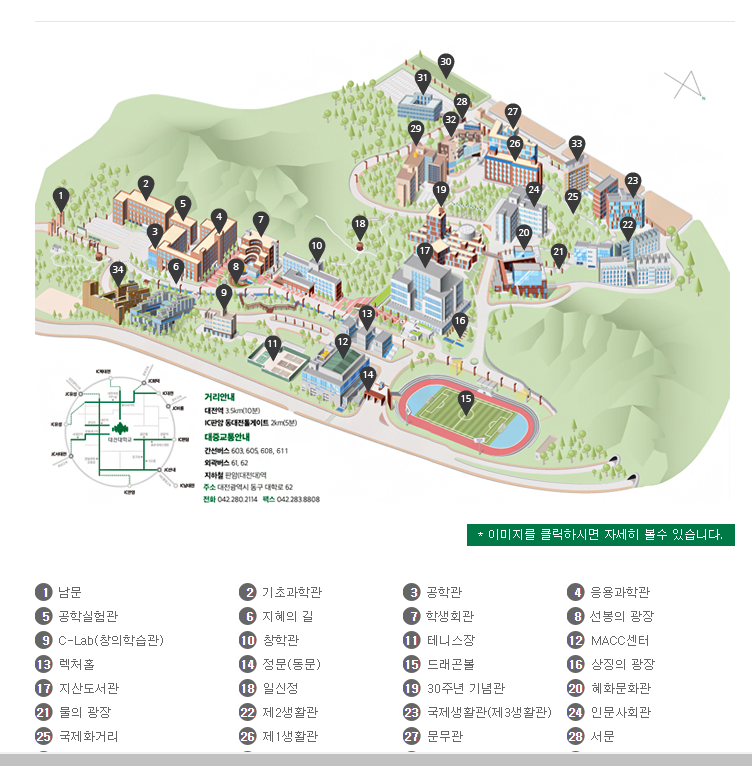 30
31
28
27
32
29
26
33
23
2
19
24
1
5
25
4
7
18
22
3
20
10
17
21
34
6
8
9
13
16
11
12
14
15
거리안내
대전역 3.5km(10분)
IC판암 동대전톨게이트 2km(5분)
대중교통안내
간선버스 603, 605, 608, 611
외곽버스 61, 62
지하철 판암(대전대)역
주소 대전광역시 동구 대학로 62
전화 042.280.2114 팩스 042.283.8808
대전대학교
* 이미지를 클릭하시면 자세히 볼수 있습니다.
1 남문 2 기초과학관 3 공학관 4 응용과학관
5 공학실험관 6 지혜의 길 7 학생회관 8 선봉의 광장
9 C-Lab(창의학습관) 10 창학관 11 테니스장 12 MACC센터
13 렉처홀 14 정문(동문) 15 드래곤볼 16 상징의 광장
17 지산도서관 18 일신정 19 30주년 기념관 20 혜화문화관
21 물의 광장 22 제2생활관 23 국제생활관(제3생활관) 24 인문사회관
25 국제화거리 26 제1생활관 27 문무관 28 서문